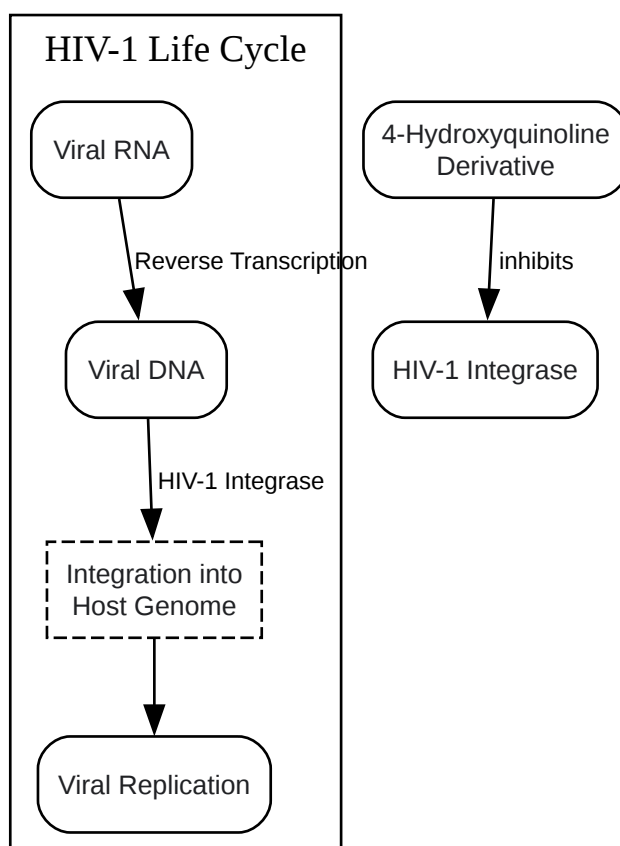 HIV-1 Life Cycle
Viral RNA
4-Hydroxyquinoline
Derivative
Reverse Transcription
inhibits
Viral DNA
HIV-1 Integrase
HIV-1 Integrase
Integration into
Host Genome
Viral Replication